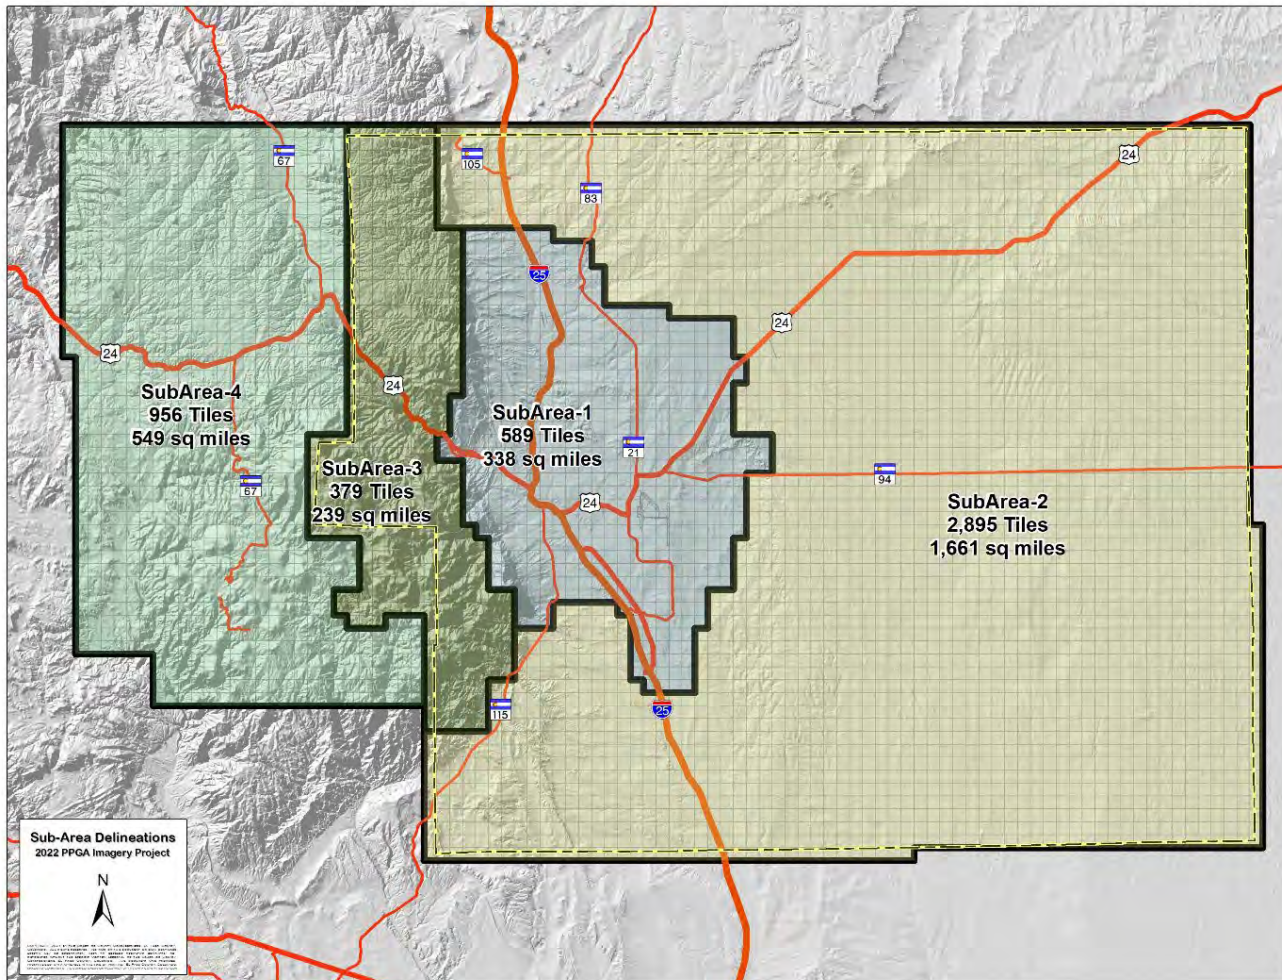 67
105
83
24
25
24
24
24
SubArea-4
956 Tiles
549 sq miles
SubArea-1
589 Tiles
338 sq miles
21
SubArea-3
379 Tiles
239 sq miles
67
94
24
SubArea-2
2,895 Tiles
1,661 sq miles
115
25
Sub-Area Delineations
2022 PPGA Imagery Project
N